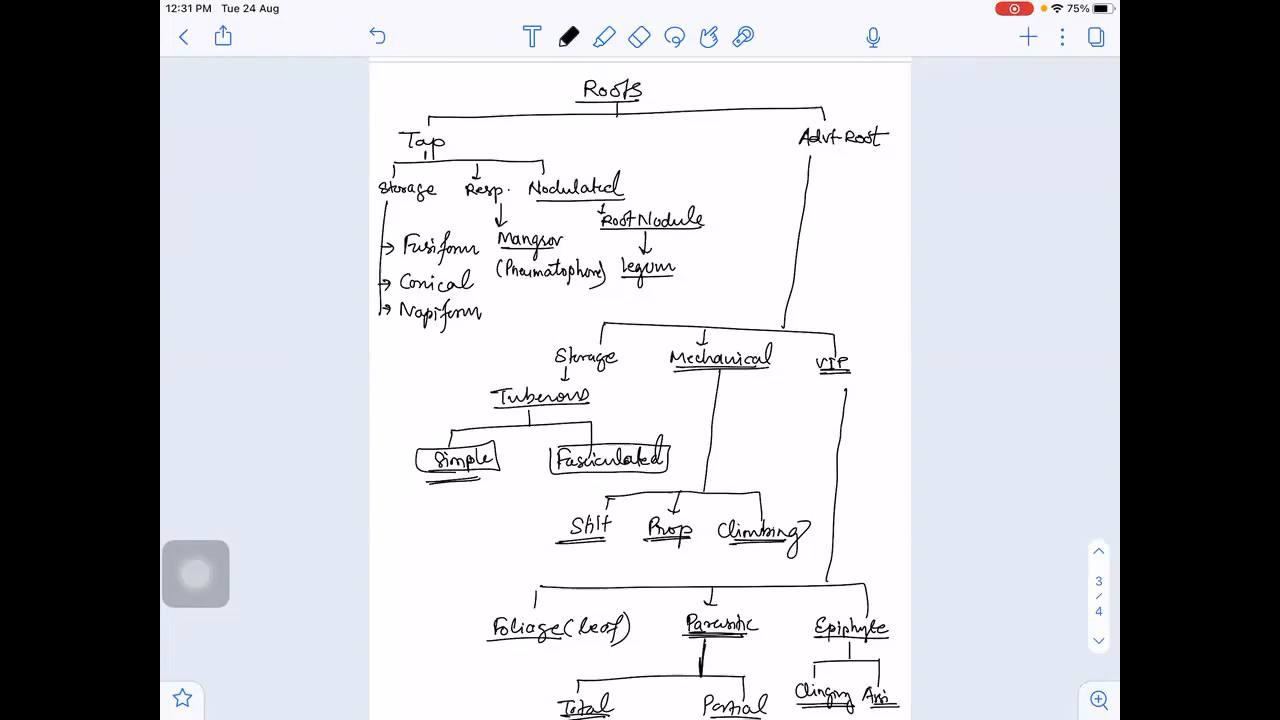 12:31 PM Tue 24 Aug 75%
Roots
Tap Advt Root
Storage Resp. Nodulated
Root Nodule
Fusiform Mangrov
(Pneumatophore) legum
Conical
Napiform
Storage Mechanical VIP
Tuberous
Simple Fasciculated
Stilt Prop Climbing
Foliage (leaf) Parasitic Epiphyte
Total Partial Clinging
3
/
4